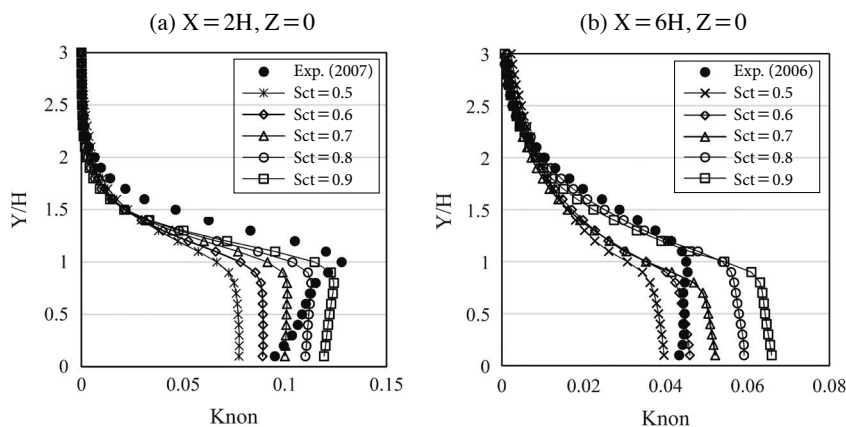 (a) X = 2H, Z = 0
3
2.5
2
1.5
1
0.5
0
Y/H
0
0.05
0.1
0.15
Knon
Exp. (2007)
Sct = 0.5
Sct = 0.6
Sct = 0.7
Sct = 0.8
Sct = 0.9
(b) X = 6H, Z = 0
3
2.5
2
1.5
1
0.5
0
Y/H
0
0.02
0.04
0.06
0.08
Knon
Exp. (2006)
Sct = 0.5
Sct = 0.6
Sct = 0.7
Sct = 0.8
Sct = 0.9